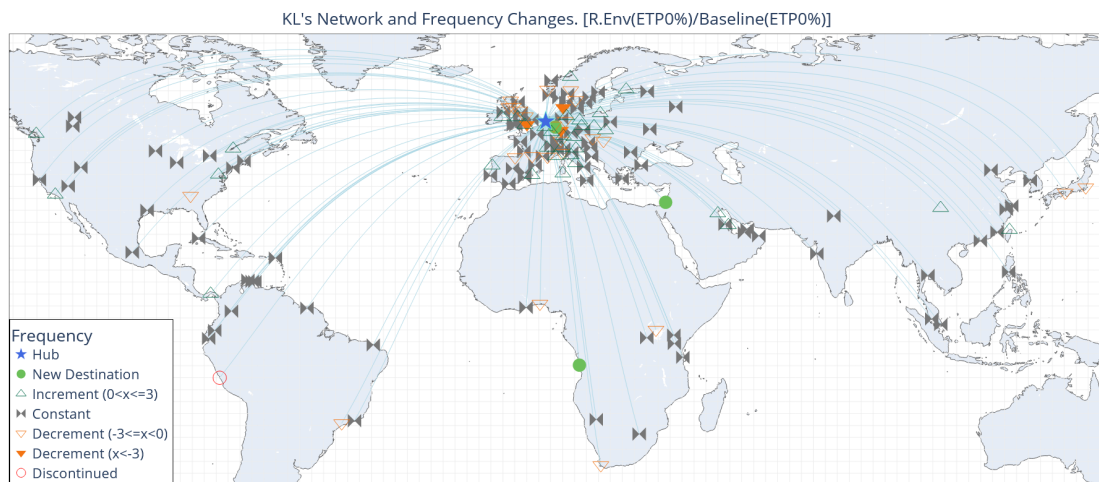 KL's Network and Frequency Changes. [R.Env(ETP0%)/Baseline(ETP0%)]
Frequency
Hub
New Destination
Increment (0<x<=3)
Constant
Decrement (-3<=x<0)
Decrement (x<-3)
Discontinued